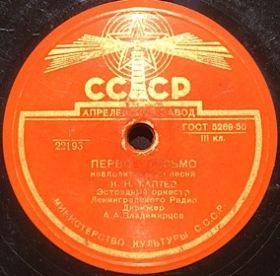 СССР
АПРЕЛЕВСКИЙ ЗАВОД
ГОСТ 5289-50
III кл.
22193
ПЕРВОЕ ПИСЬМО
Н. Н. КАПТЕВ
Эстрадный оркестр
Ленинградского Радио
Дирижер
А. А. Владимирцов
МИНИСТЕРСТВО КУЛЬТУРЫ С.С.С.Р.